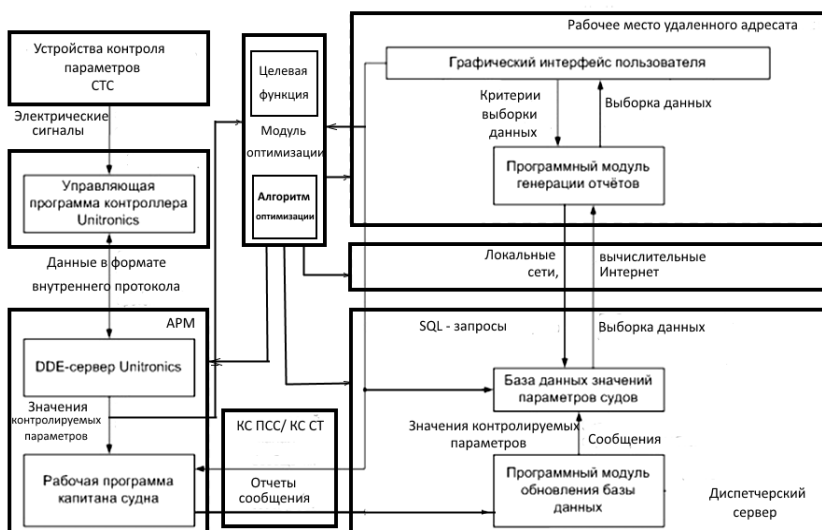 Устройства контроля
параметров
СТС
Электрические
сигналы
Управляющая
программа контроллера
Unitronics
Данные в формате
внутреннего протокола
АРМ
DDE-сервер Unitronics
Значения
контролируемых
параметров
Рабочая программа
капитана судна
Целевая
функция
Модуль
оптимизации
Алгоритм
оптимизации
КС ПСС/ КС СТ
Отчеты
сообщения
Рабочее место удаленного адресата
Графический интерфейс пользователя
Критерии
выборки
данных
Выборка данных
Программный модуль
генерации отчётов
Локальные
сети,
вычислительные
Интернет
SQL - запросы
Выборка данных
База данных значений
параметров судов
Значения контролируемых
параметров
Сообщения
Программный модуль
обновления базы
данных
Диспетчерский
сервер